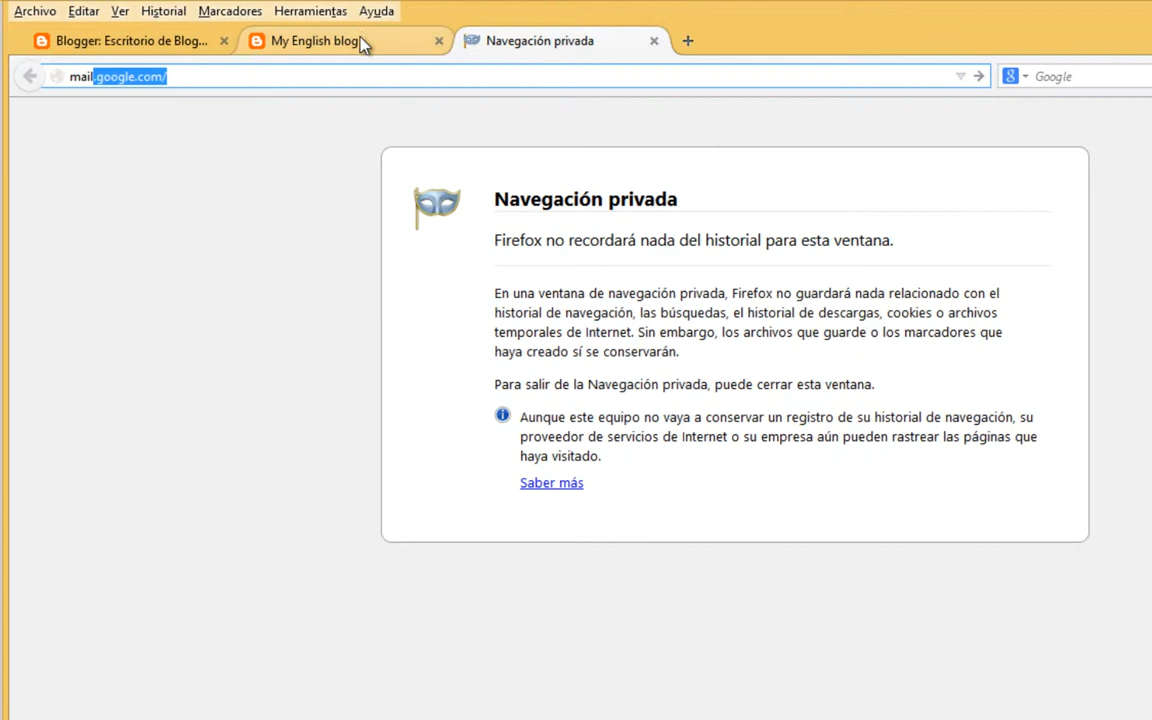 Archivo Editar Ver Historial Marcadores Herramientas Ayuda
Blogger: Escritorio de Blog... My English blog Navegación privada
mail.google.com/ Google
Navegación privada
Firefox no recordará nada del historial para esta ventana.
En una ventana de navegación privada, Firefox no guardará nada relacionado con el
historial de navegación, las búsquedas, el historial de descargas, cookies o archivos
temporales de Internet. Sin embargo, los archivos que guarde o los marcadores que
haya creado sí se conservarán.
Para salir de la Navegación privada, puede cerrar esta ventana.
Aunque este equipo no vaya a conservar un registro de su historial de navegación, su
proveedor de servicios de Internet o su empresa aún pueden rastrear las páginas que
haya visitado.
Saber más